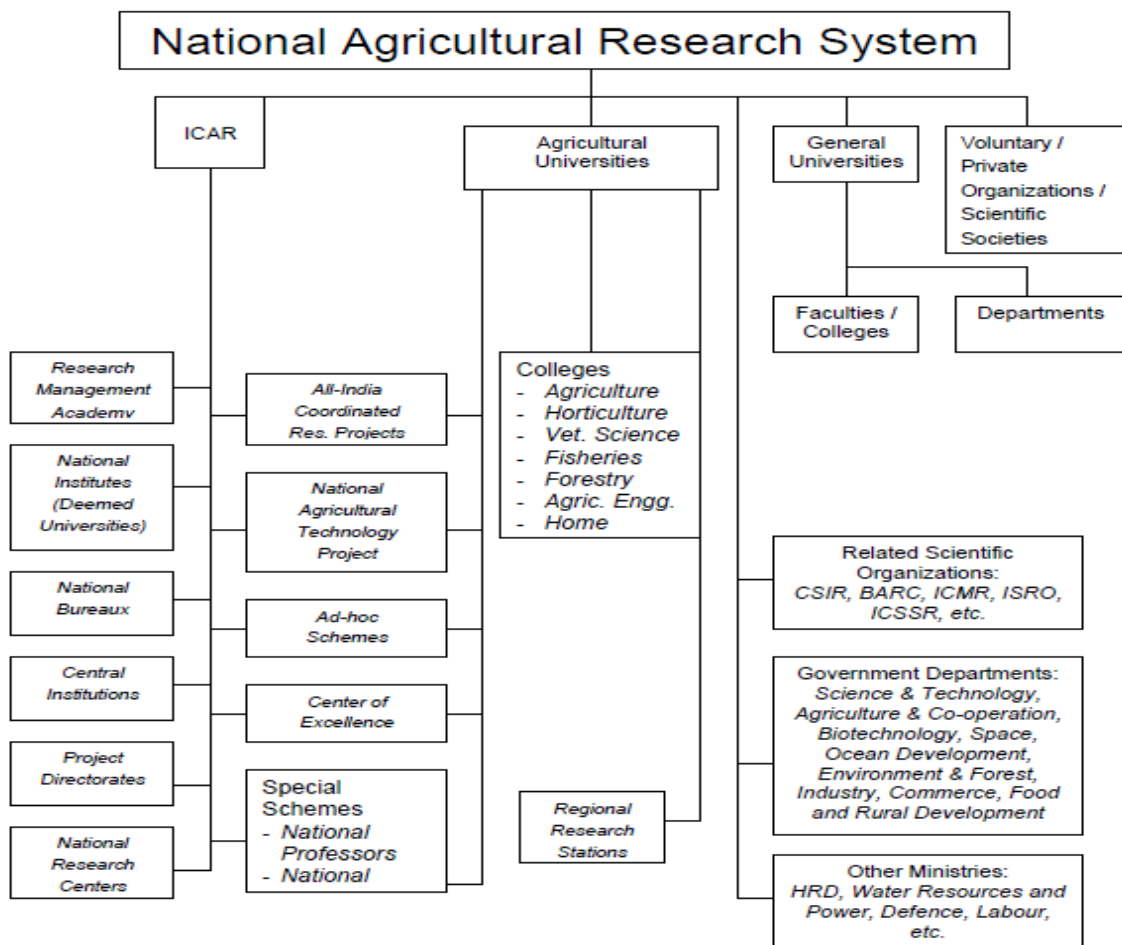 National Agricultural Research System
ICAR
Agricultural
Universities
General
Universities
Voluntary /
Private
Organizations /
Scientific
Societies
Faculties /
Colleges
Departments
Research
Management
Academy
National
Institutes
(Deemed
Universities)
National
Bureaux
Central
Institutions
Project
Directorates
National
Research
Centers
All-India
Coordinated
Res. Projects
National
Agricultural
Technology
Project
Ad-hoc
Schemes
Center of
Excellence
Special
Schemes
- National
Professors
- National
Colleges
- Agriculture
- Horticulture
- Vet. Science
- Fisheries
- Forestry
- Agric. Engg.
- Home
Regional
Research
Stations
Related Scientific
Organizations:
CSIR, BARC, ICMR, ISRO,
ICSSR, etc.
Government Departments:
Science & Technology,
Agriculture & Co-operation,
Biotechnology, Space,
Ocean Development,
Environment & Forest,
Industry, Commerce, Food
and Rural Development
Other Ministries:
HRD, Water Resources and
Power, Defence, Labour,
etc.